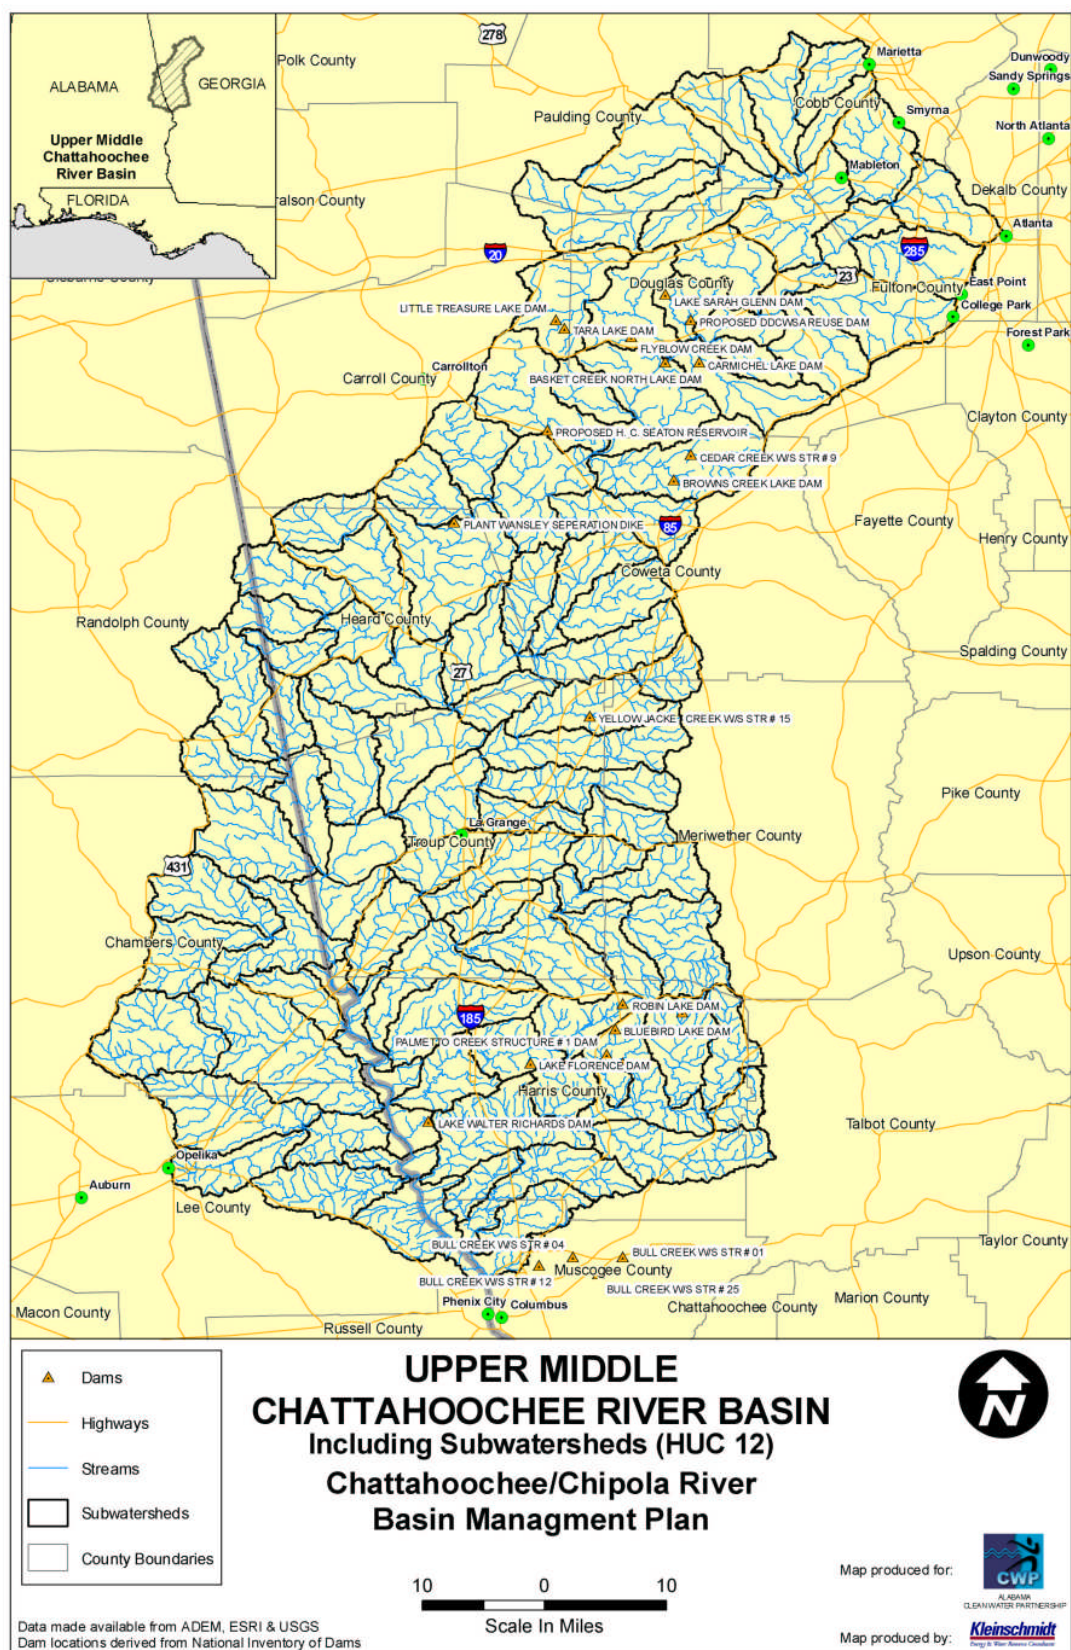 278
Polk County
Marietta
Dunwoody
Sandy Springs
ALABAMA
GEORGIA
Cobb County
Paulding County
Smyrna
North Atlanta
Upper Middle
Chattahoochee
River Basin
Mableton
Dekalb County
FLORIDA
ralson County
Atlanta
20
285
23
Douglas County
Fulton County
East Point
LAKE SARAH GLENN DAM
College Park
LITTLE TREASURE LAKE DAM
PROPOSED DDCWSA REUSE DAM
TARA LAKE DAM
Forest Park
FLYBLOW CREEK DAM
Carrollton
CARMICHEL LAKE DAM
Carroll County
BASKET CREEK NORTH LAKE DAM
Clayton County
PROPOSED H. C. SEATON RESERVOIR
CEDAR CREEK W/S STR # 9
BROWNS CREEK LAKE DAM
PLANT WANSLEY SEPERATION DIKE
85
Fayette County
Henry County
Coweta County
Randolph County
Heard County
Spalding County
27
YELLOW JACKET CREEK W/S STR # 15
Pike County
La Grange
Troup County
Meriwether County
431
Chambers County
Upson County
ROBIN LAKE DAM
185
BLUEBIRD LAKE DAM
PALMETTO CREEK STRUCTURE # 1 DAM
LAKE FLORENCE DAM
Harris County
LAKE WALTER RICHARDS DAM
Talbot County
Opelika
Auburn
Lee County
Taylor County
BULL CREEK W/S STR # 04
BULL CREEK W/S STR # 01
Muscogee County
BULL CREEK W/S STR # 12
BULL CREEK W/S STR # 25
Phenix City
Columbus
Chattahoochee County
Marion County
Macon County
Russell County
Dams
Highways
Streams
Subwatersheds
County Boundaries
UPPER MIDDLE
CHATTAHOOCHEE RIVER BASIN
Including Subwatersheds (HUC 12)
Chattahoochee/Chipola River
Basin Managment Plan
N
10 0 10
Scale In Miles
Map produced for:
CWP
ALABAMA
CLEAN WATER PARTNERSHIP
Map produced by:
Kleinschmidt
Energy & Water Resource Consultants
Data made available from ADEM, ESRI & USGS
Dam locations derived from National Inventory of Dams